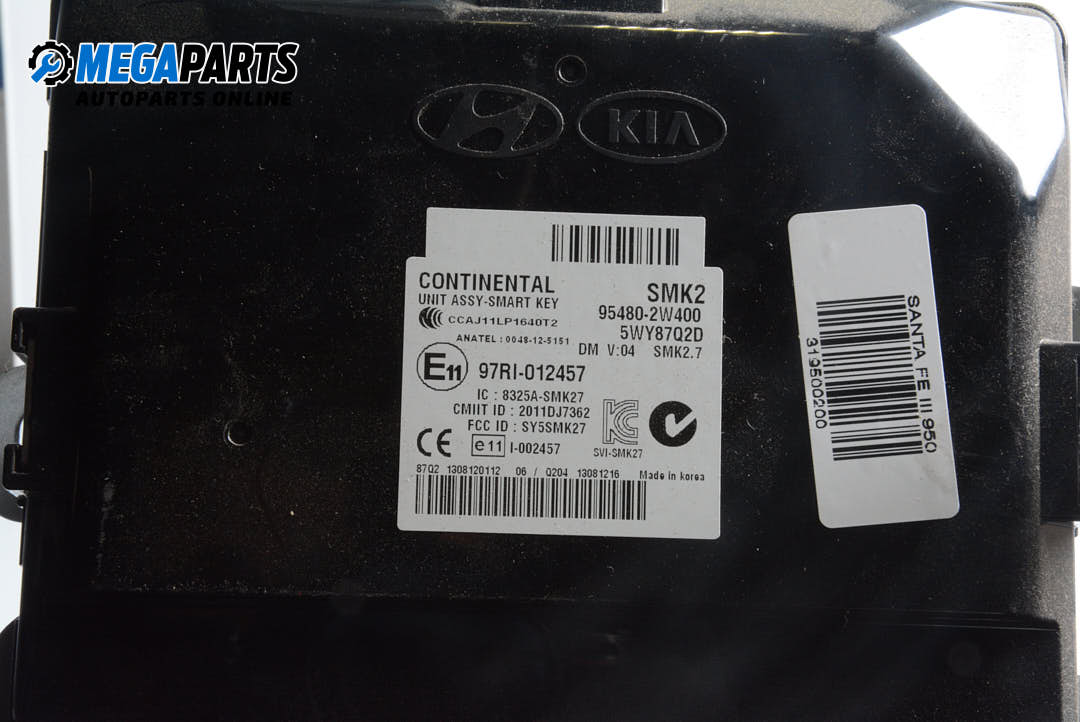 MEGAPARTS
AUTOPARTS ONLINE
KIA
CONTINENTAL
UNIT ASSY-SMART KEY
CCAJ11LP1640T2
ANATEL : 0048-12-5151
SMK2
95480-2W400
5WY87Q2D
DM V:04 SMK2.7
E11
97RI-012457
IC : 8325A-SMK27
CMIIT ID : 2011DJ7362
FCC ID : SY5SMK27
CE e11 I-002457
SVI-SMK27
87Q2 1308120112 06 / Q204 13081216 Made in korea
SANTA FE III 950
319500200